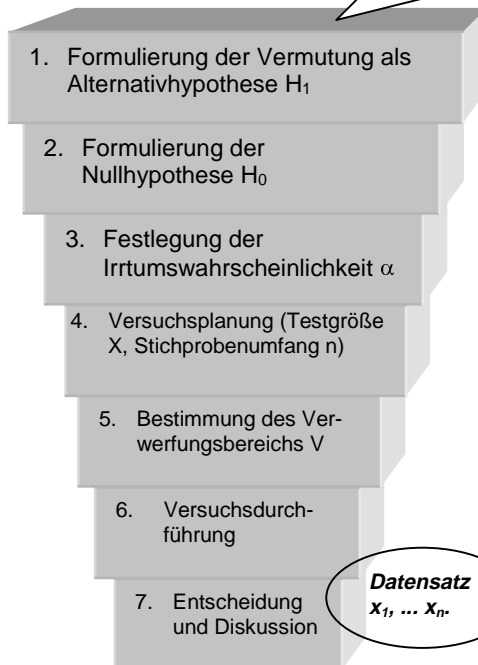 1. Formulierung der Vermutung als
Alternativhypothese H₁
2. Formulierung der
Nullhypothese H₀
3. Festlegung der
Irrtumswahrscheinlichkeit α
4. Versuchsplanung (Testgröße
X, Stichprobenumfang n)
5. Bestimmung des Ver-
werfungsbereichs V
6. Versuchsdurch-
führung
7. Entscheidung
und Diskussion
Datensatz
x₁, ... xₙ.